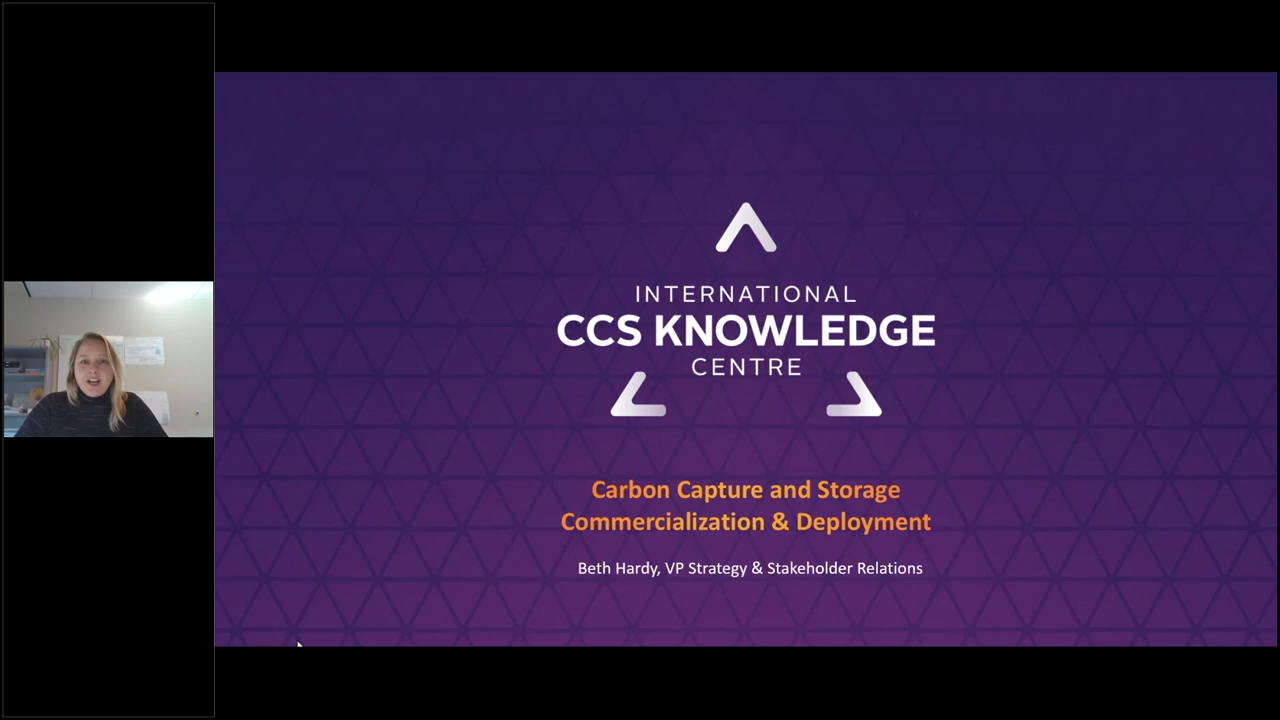 INTERNATIONAL
CCS KNOWLEDGE
CENTRE
Carbon Capture and Storage
Commercialization & Deployment
Beth Hardy, VP Strategy & Stakeholder Relations